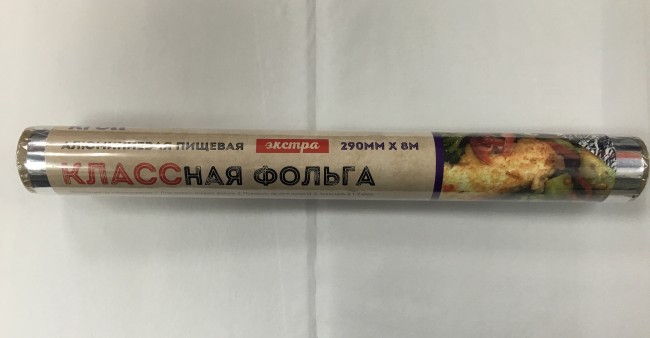 АЛЮМИНИЕВАЯ ПИЩЕВАЯ экстра 290ММ X 8М
КЛАССНАЯ ФОЛЬГА